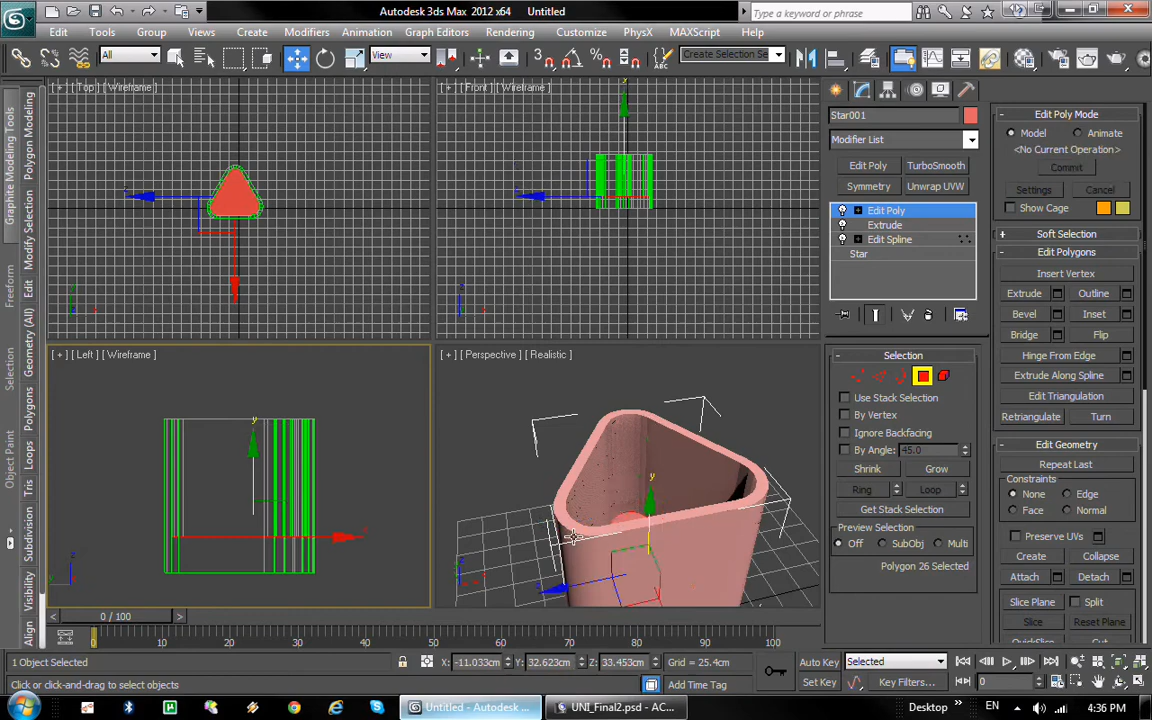 Autodesk 3ds Max 2012 x64 Untitled
Type a keyword or phrase
Edit Tools Group Views Create Modifiers Animation Graph Editors Rendering Customize PhysX MAXScript Help
All View Create Selection Se
Graphite Modeling Tools
Freeform
Selection
Object Paint
Polygon Modeling
Modify Selection
Edit
Geometry (All)
Polygons
Loops
Tris
Subdivision
Visibility
Align
[ + ] [ Top ] [ Wireframe ]
[ + ] [ Front ] [ Wireframe ]
[ + ] [ Left ] [ Wireframe ]
[ + ] [ Perspective ] [ Realistic ]
Star001
Modifier List
Edit Poly TurboSmooth
Symmetry Unwrap UVW
Edit Poly
Extrude
Edit Spline
Star
Selection
Use Stack Selection
By Vertex
Ignore Backfacing
By Angle: 45.0
Shrink Grow
Ring Loop
Get Stack Selection
Preview Selection
Off SubObj Multi
Polygon 26 Selected
Edit Poly Mode
Model Animate
<No Current Operation>
Commit
Settings Cancel
Show Cage
Soft Selection
Edit Polygons
Insert Vertex
Extrude Outline
Bevel Inset
Bridge Flip
Hinge From Edge
Extrude Along Spline
Edit Triangulation
Retriangulate Turn
Edit Geometry
Repeat Last
Constraints
None Edge
Face Normal
Preserve UVs
Create Collapse
Attach Detach
Slice Plane Split
Slice Reset Plane
QuickSlice Cut
0 / 100
0 10 20 30 40 50 60 70 80 90 100
1 Object Selected X: -11.033cm Y: 32.623cm Z: 33.453cm Grid = 25.4cm Auto Key Selected
Click or click-and-drag to select objects Add Time Tag Set Key Key Filters... 0
Untitled - Autodesk ... UNI_Final2.psd - AC... Desktop EN 4:36 PM